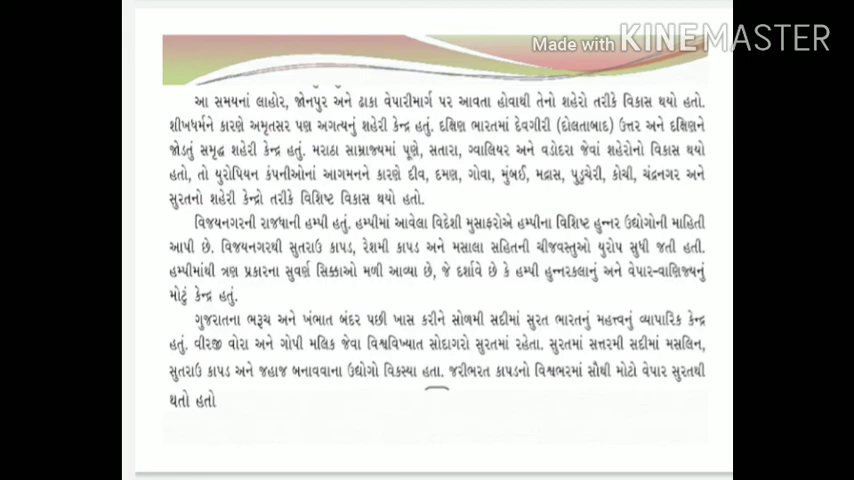 Made with KINEMASTER
આ સમયનાં લાહોર, જોનપુર અને ઢાકા વેપારીમાર્ગ પર આવતા હોવાથી તેનો શહેરો તરીકે વિકાસ થયો હતો.
શીખધર્મને કારણે અમૃતસર પણ અગત્યનું શહેરી કેન્દ્ર હતું. દક્ષિણ ભારતમાં દેવગીરી (દોલતાબાદ) ઉત્તર અને દક્ષિણને
જોડતું સમૃદ્ધ શહેરી કેન્દ્ર હતું. મરાઠા સામ્રાજ્યમાં પૂણે, સતારા, ગ્વાલિયર અને વડોદરા જેવાં શહેરોનો વિકાસ થયો
હતો, તો યુરોપિયન કંપનીઓનાં આગમનને કારણે દીવ, દમણ, ગોવા, મુંબઈ, મદ્રાસ, પુડુચેરી, કોચી, ચંદ્રનગર અને
સુરતનો શહેરી કેન્દ્રો તરીકે વિશિષ્ટ વિકાસ થયો હતો.
વિજયનગરની રાજધાની હમ્પી હતું. હમ્પીમાં આવેલા વિદેશી મુસાફરોએ હમ્પીના વિશિષ્ટ હુન્નર ઉદ્યોગોની માહિતી
આપી છે. વિજયનગરથી સુતરાઉ કાપડ, રેશમી કાપડ અને મસાલા સહિતની ચીજવસ્તુઓ યુરોપ સુધી જતી હતી.
હમ્પીમાંથી ત્રણ પ્રકારના સુવર્ણ સિક્કાઓ મળી આવ્યા છે, જે દર્શાવે છે કે હમ્પી હુન્નરકલાનું અને વેપાર-વાણિજ્યનું
મોટું કેન્દ્ર હતું.
ગુજરાતના ભરૂચ અને ખંભાત બંદર પછી ખાસ કરીને સોળમી સદીમાં સુરત ભારતનું મહત્ત્વનું વ્યાપારિક કેન્દ્ર
હતું. વીરજી વોરા અને ગોપી મલિક જેવા વિશ્વવિખ્યાત સોદાગરો સુરતમાં રહેતા. સુરતમાં સત્તરમી સદીમાં મસલિન,
સુતરાઉ કાપડ અને જહાજ બનાવવાના ઉદ્યોગો વિકસ્યા હતા. જરીભરત કાપડનો વિશ્વભરમાં સૌથી મોટો વેપાર સુરતથી
થતો હતો